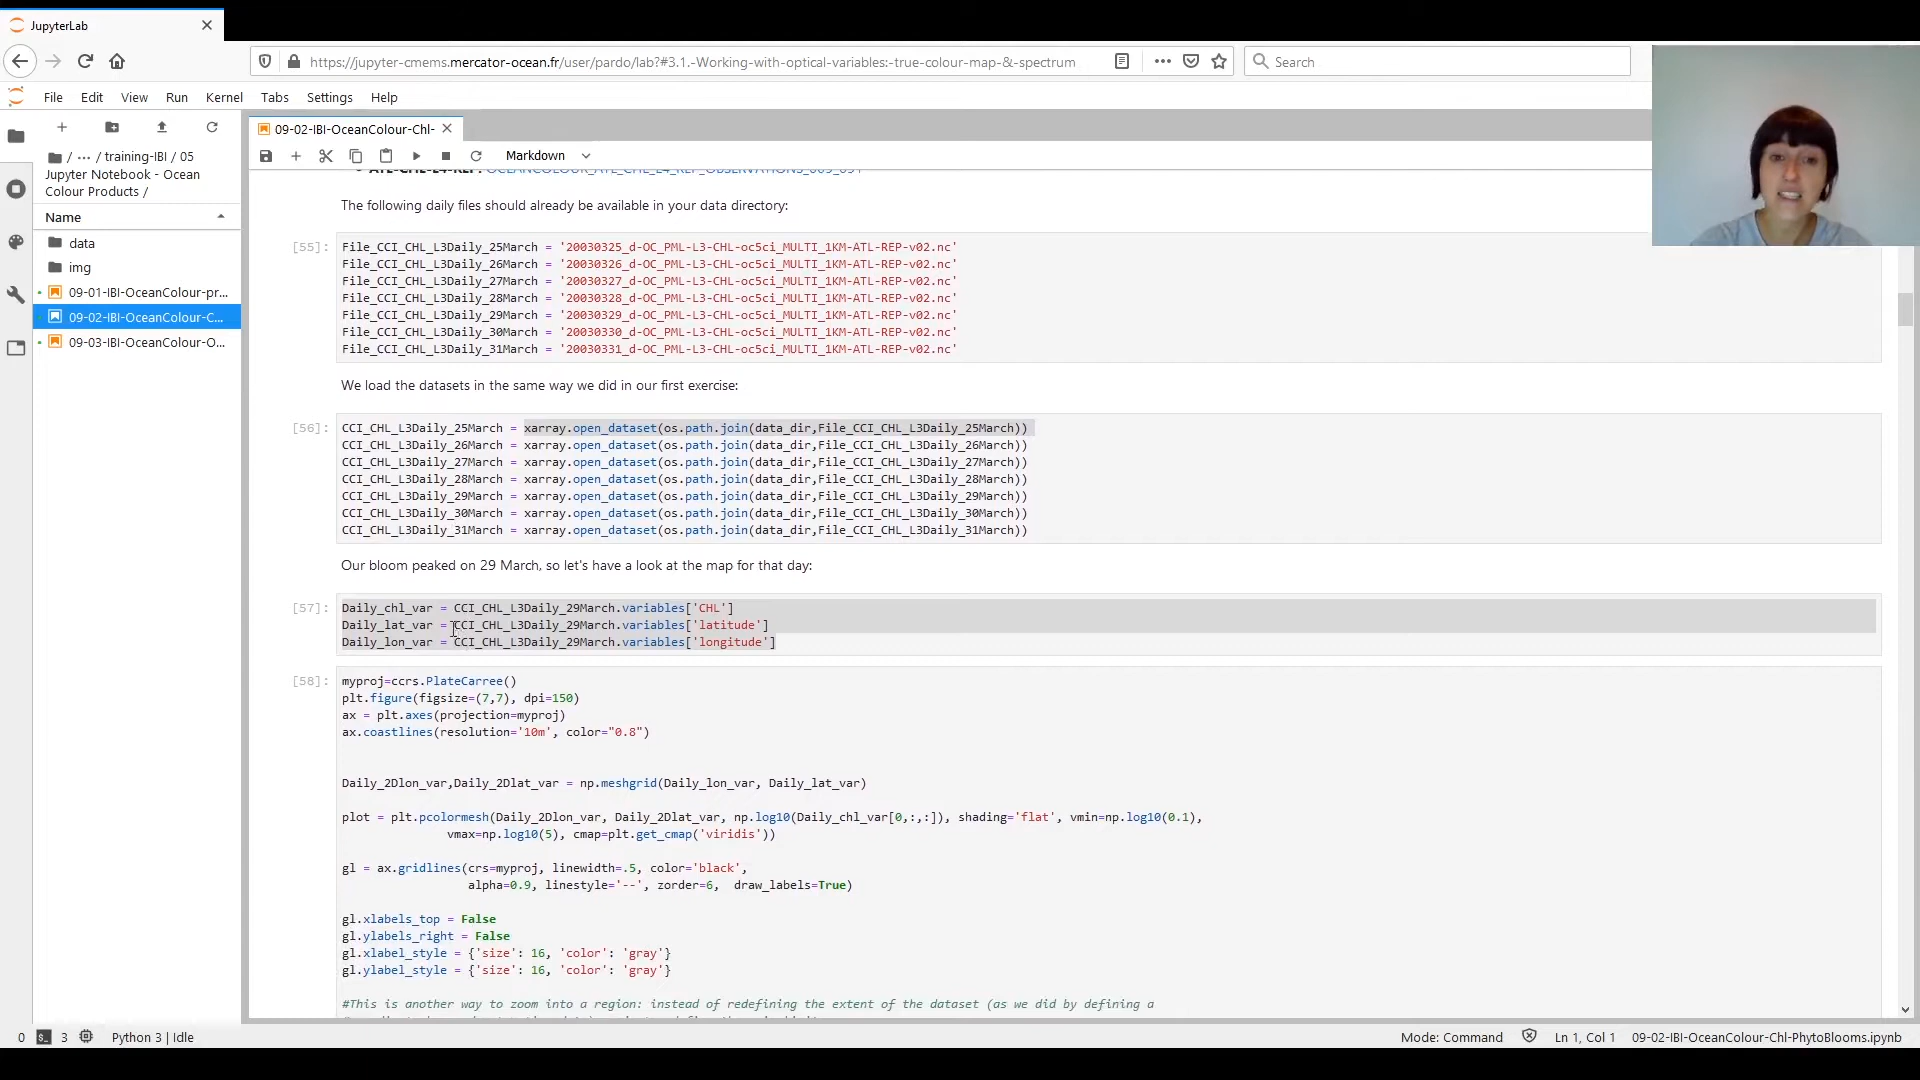 JupyterLab
https://jupyter-cmems.mercator-ocean.fr/user/pardo/lab?#3.1.-Working-with-optical-variables:-true-colour-map-&-spectrum
Search
File Edit View Run Kernel Tabs Settings Help
09-02-IBI-OceanColour-Chl-
Markdown
/ ··· / training-IBI / 05
Jupyter Notebook - Ocean
Colour Products /
Name
data
img
09-01-IBI-OceanColour-pr...
09-02-IBI-OceanColour-C...
09-03-IBI-OceanColour-O...
ATL-CHL-L4-REP: OCEANCOLOUR_ATL_CHL_L4_REP_OBSERVATIONS_009_091
The following daily files should already be available in your data directory:
[55]: File_CCI_CHL_L3Daily_25March = '20030325_d-OC_PML-L3-CHL-oc5ci_MULTI_1KM-ATL-REP-v02.nc'
File_CCI_CHL_L3Daily_26March = '20030326_d-OC_PML-L3-CHL-oc5ci_MULTI_1KM-ATL-REP-v02.nc'
File_CCI_CHL_L3Daily_27March = '20030327_d-OC_PML-L3-CHL-oc5ci_MULTI_1KM-ATL-REP-v02.nc'
File_CCI_CHL_L3Daily_28March = '20030328_d-OC_PML-L3-CHL-oc5ci_MULTI_1KM-ATL-REP-v02.nc'
File_CCI_CHL_L3Daily_29March = '20030329_d-OC_PML-L3-CHL-oc5ci_MULTI_1KM-ATL-REP-v02.nc'
File_CCI_CHL_L3Daily_30March = '20030330_d-OC_PML-L3-CHL-oc5ci_MULTI_1KM-ATL-REP-v02.nc'
File_CCI_CHL_L3Daily_31March = '20030331_d-OC_PML-L3-CHL-oc5ci_MULTI_1KM-ATL-REP-v02.nc'
We load the datasets in the same way we did in our first exercise:
[56]: CCI_CHL_L3Daily_25March = xarray.open_dataset(os.path.join(data_dir,File_CCI_CHL_L3Daily_25March))
CCI_CHL_L3Daily_26March = xarray.open_dataset(os.path.join(data_dir,File_CCI_CHL_L3Daily_26March))
CCI_CHL_L3Daily_27March = xarray.open_dataset(os.path.join(data_dir,File_CCI_CHL_L3Daily_27March))
CCI_CHL_L3Daily_28March = xarray.open_dataset(os.path.join(data_dir,File_CCI_CHL_L3Daily_28March))
CCI_CHL_L3Daily_29March = xarray.open_dataset(os.path.join(data_dir,File_CCI_CHL_L3Daily_29March))
CCI_CHL_L3Daily_30March = xarray.open_dataset(os.path.join(data_dir,File_CCI_CHL_L3Daily_30March))
CCI_CHL_L3Daily_31March = xarray.open_dataset(os.path.join(data_dir,File_CCI_CHL_L3Daily_31March))
Our bloom peaked on 29 March, so let's have a look at the map for that day:
[57]: Daily_chl_var = CCI_CHL_L3Daily_29March.variables['CHL']
Daily_lat_var = CCI_CHL_L3Daily_29March.variables['latitude']
Daily_lon_var = CCI_CHL_L3Daily_29March.variables['longitude']
[58]: myproj=ccrs.PlateCarree()
plt.figure(figsize=(7,7), dpi=150)
ax = plt.axes(projection=myproj)
ax.coastlines(resolution='10m', color="0.8")
Daily_2Dlon_var,Daily_2Dlat_var = np.meshgrid(Daily_lon_var, Daily_lat_var)
plot = plt.pcolormesh(Daily_2Dlon_var, Daily_2Dlat_var, np.log10(Daily_chl_var[0,:,:]), shading='flat', vmin=np.log10(0.1),
vmax=np.log10(5), cmap=plt.get_cmap('viridis'))
gl = ax.gridlines(crs=myproj, linewidth=.5, color='black',
alpha=0.9, linestyle='--', zorder=6, draw_labels=True)
gl.xlabels_top = False
gl.ylabels_right = False
gl.xlabel_style = {'size': 16, 'color': 'gray'}
gl.ylabel_style = {'size': 16, 'color': 'gray'}
#This is another way to zoom into a region: instead of redefining the extent of the dataset (as we did by defining a
0 3 Python 3 | Idle Mode: Command Ln 1, Col 1 09-02-IBI-OceanColour-Chl-PhytoBlooms.ipynb